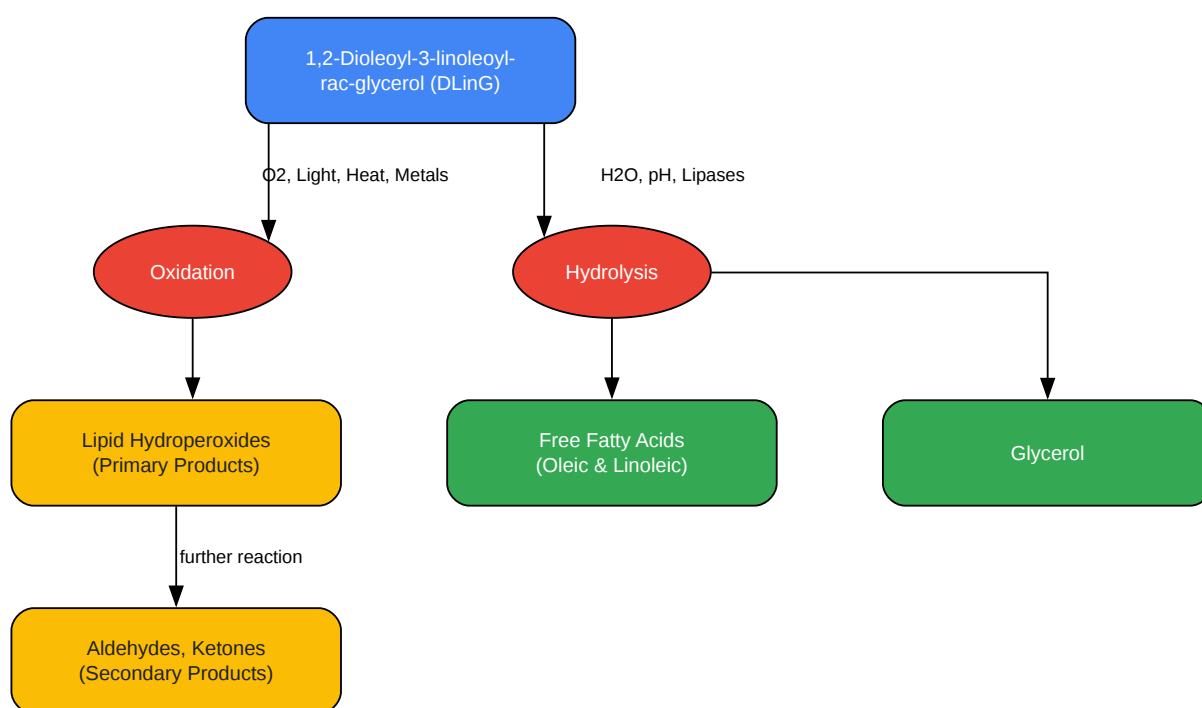 1,2-Dioleoyl-3-linoleoyl-
rac-glycerol (DLinG)
O2, Light, Heat, Metals
H2O, pH, Lipases
Oxidation
Hydrolysis
Lipid Hydroperoxides
(Primary Products)
Free Fatty Acids
(Oleic & Linoleic)
Glycerol
further reaction
Aldehydes, Ketones
(Secondary Products)